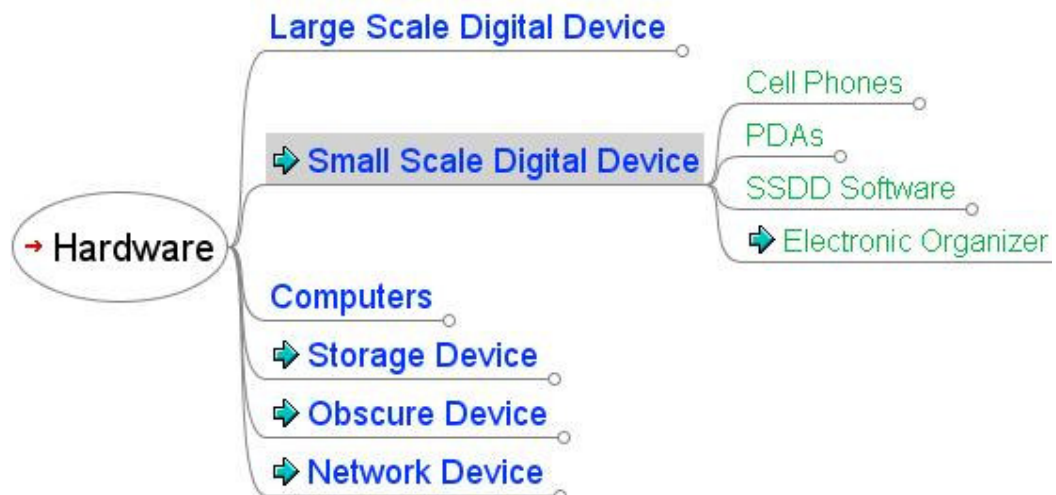 Large Scale Digital Device
Cell Phones
PDAs
Small Scale Digital Device
SSDD Software
Electronic Organizer
Hardware
Computers
Storage Device
Obscure Device
Network Device